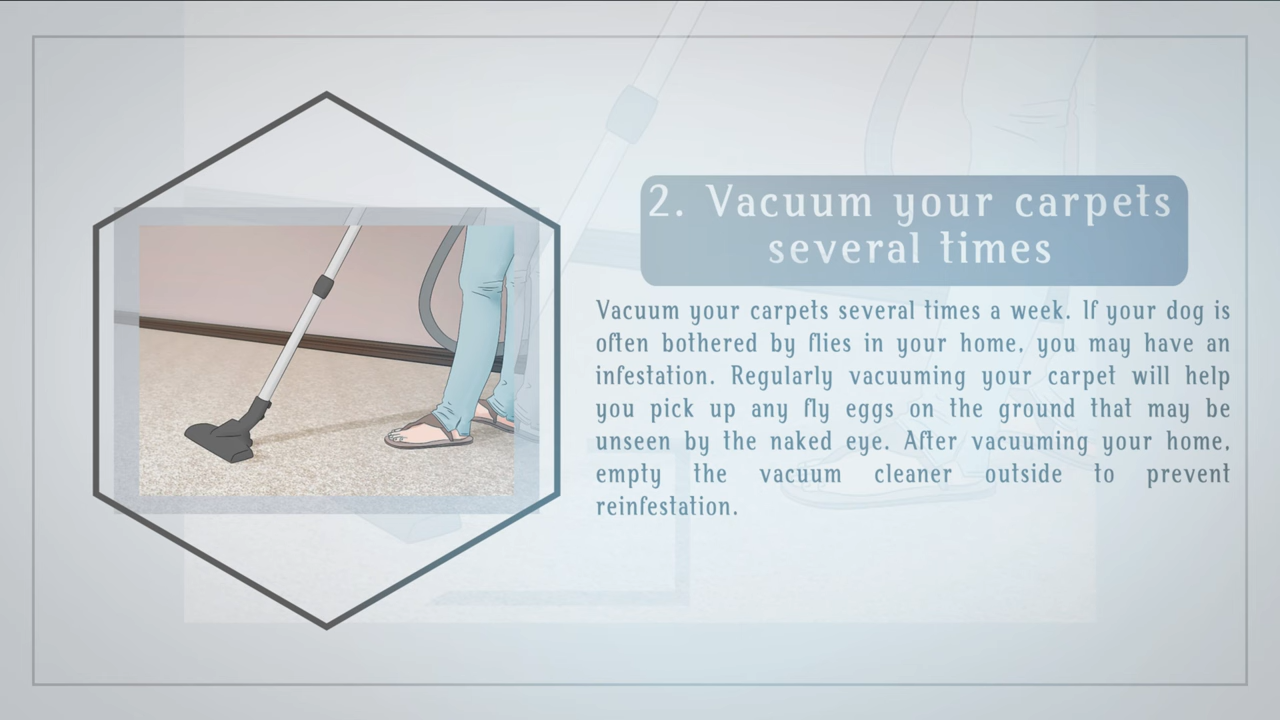 2. Vacuum your carpets
several times
Vacuum your carpets several times a week. If your dog is
often bothered by flies in your home, you may have an
infestation. Regularly vacuuming your carpet will help
you pick up any fly eggs on the ground that may be
unseen by the naked eye. After vacuuming your home,
empty the vacuum cleaner outside to prevent
reinfestation.